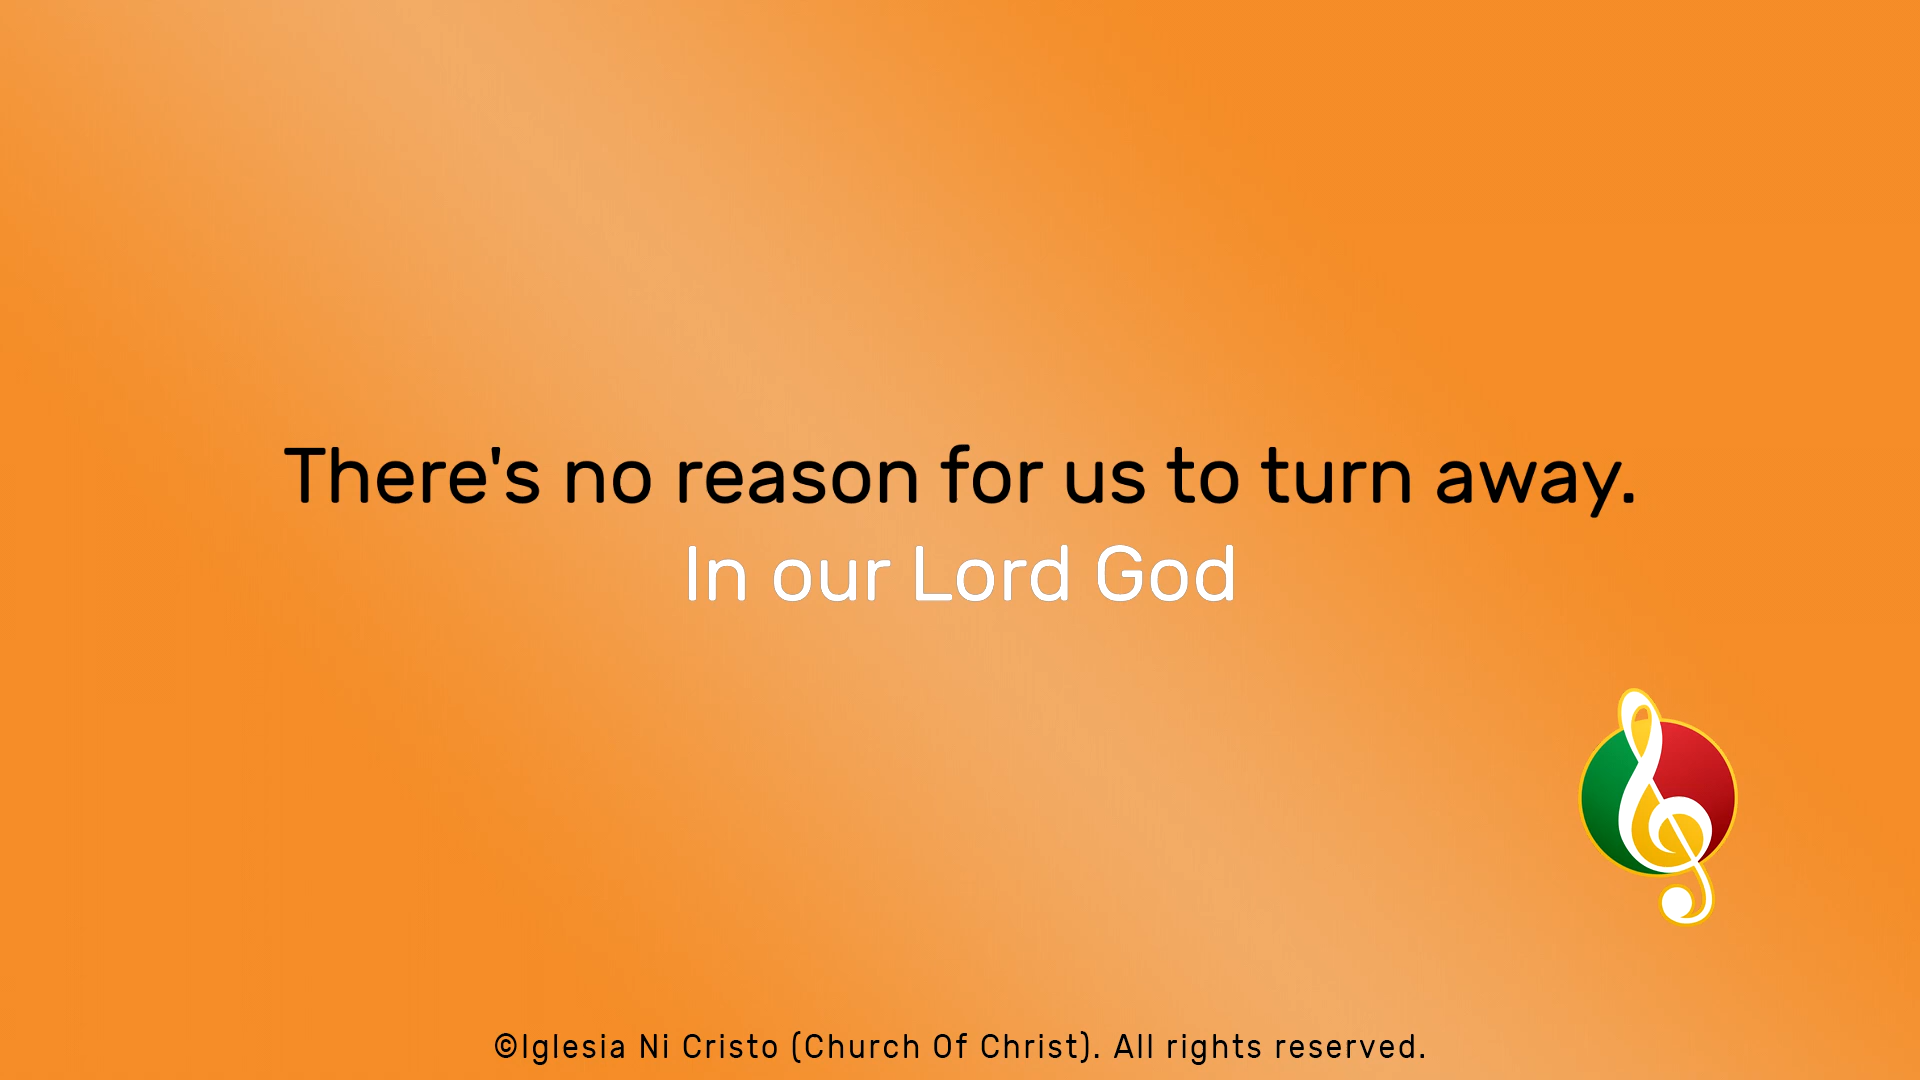 There's no reason for us to turn away.
In our Lord God
©Iglesia Ni Cristo (Church Of Christ). All rights reserved.